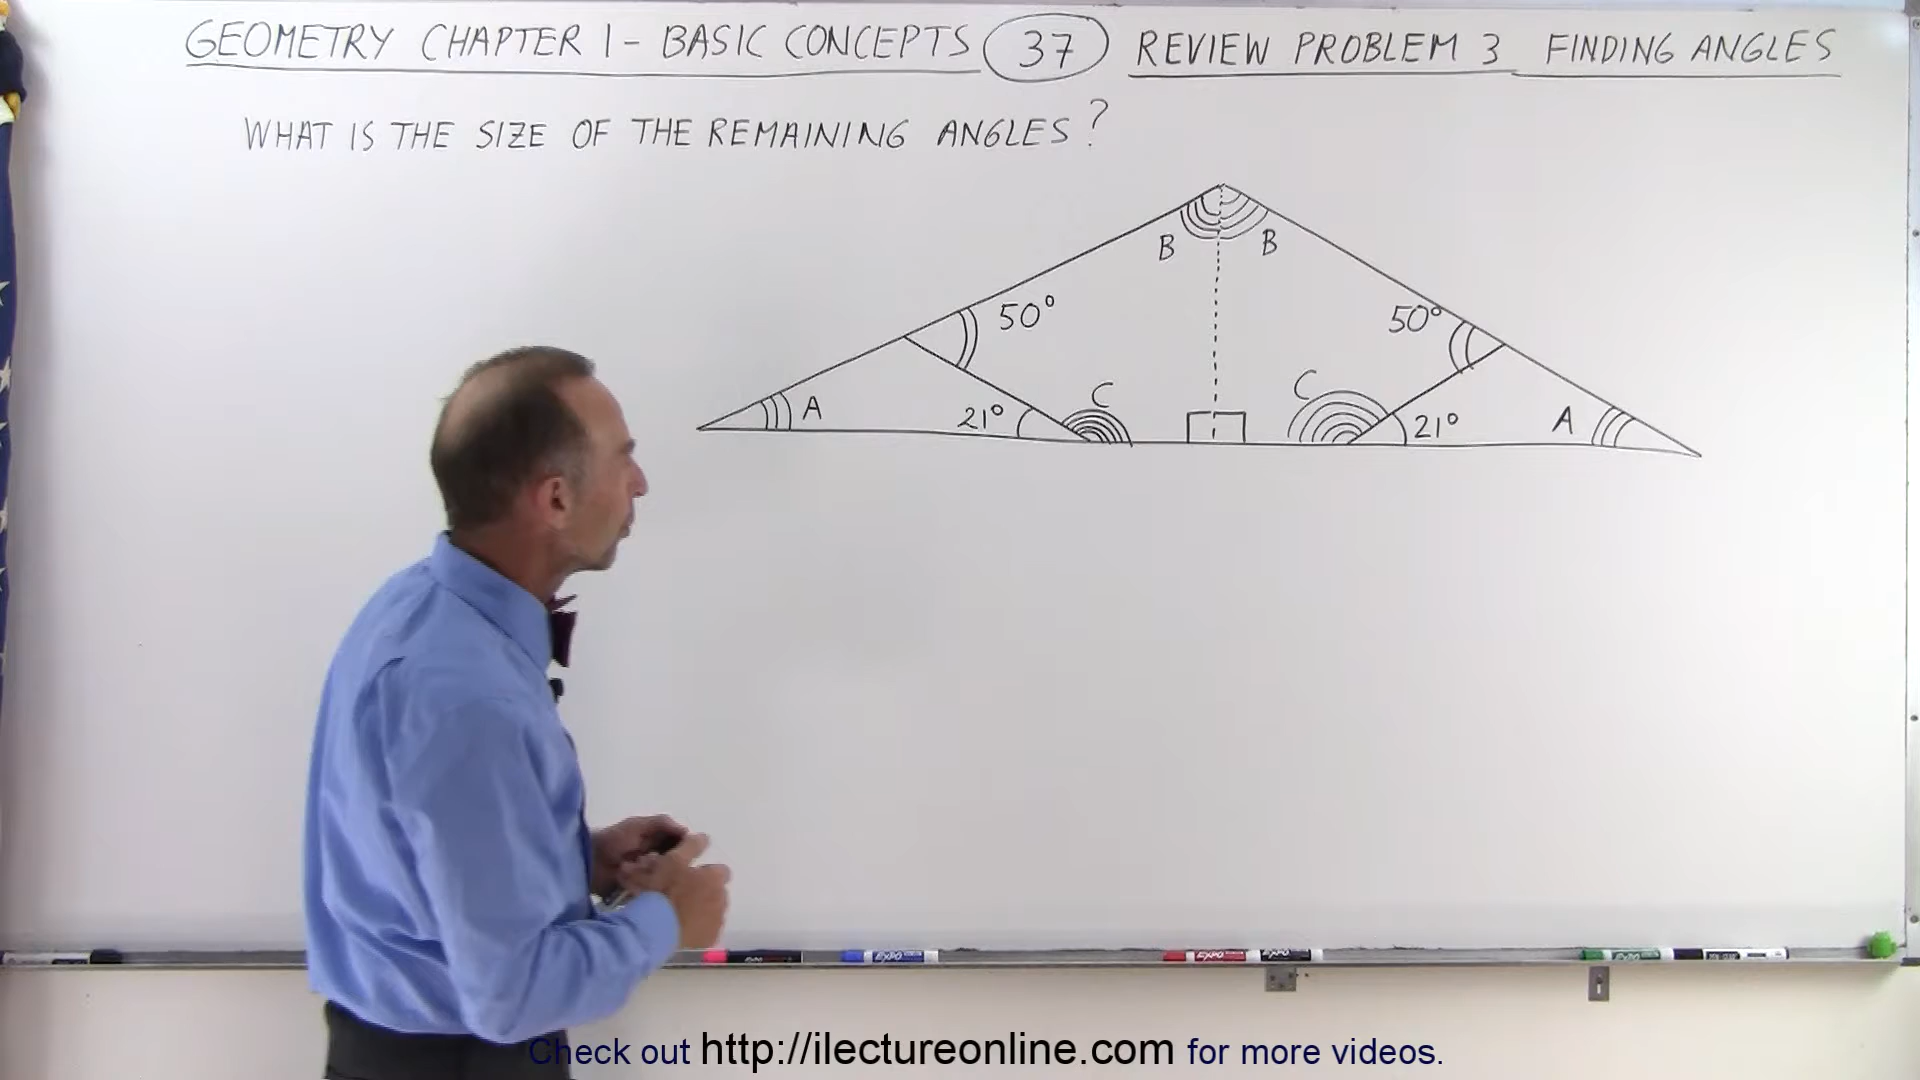 GEOMETRY CHAPTER 1 - BASIC CONCEPTS 37 REVIEW PROBLEM 3 FINDING ANGLES
WHAT IS THE SIZE OF THE REMAINING ANGLES?
B B
50° 50°
A 21° C C 21° A
EXPO EXPO EXPO EXPO
Check out http://ilectureonline.com for more videos.